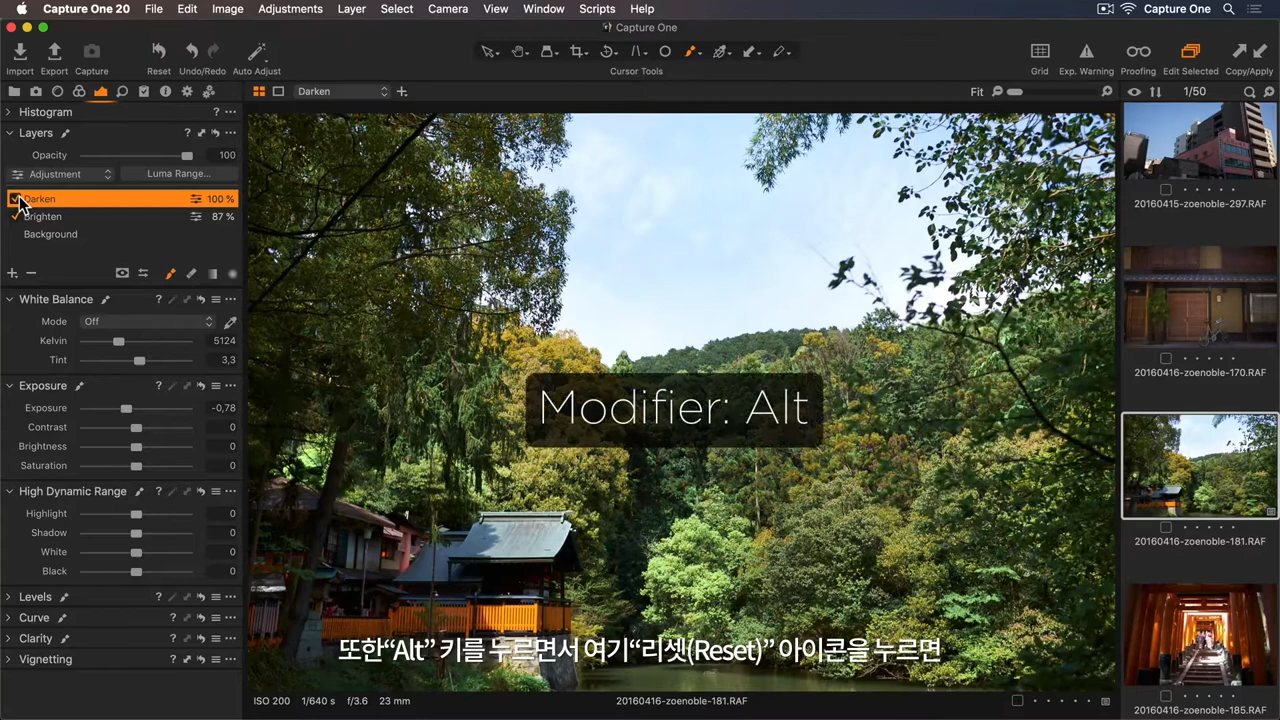 Capture One 20 File Edit Image Adjustments Layer Select Camera View Window Scripts Help Capture One
Capture One
Import Export Capture Reset Undo/Redo Auto Adjust Cursor Tools Grid Exp. Warning Proofing Edit Selected Copy/Apply
Darken Fit 1/50
Histogram
Layers
Opacity 100
Adjustment Luma Range...
Darken 100 %
Brighten 87 %
Background
White Balance
Mode Off
Kelvin 5124
Tint 3,3
Exposure
Exposure -0,78
Contrast 0
Brightness 0
Saturation 0
High Dynamic Range
Highlight 0
Shadow 0
White 0
Black 0
Levels
Curve
Clarity
Vignetting
Modifier: Alt
또한“Alt” 키를 누르면서 여기“리셋(Reset)” 아이콘을 누르면
ISO 200 1/640 s f/3.6 23 mm 20160416-zoenoble-181.RAF
20160415-zoenoble-297.RAF
20160416-zoenoble-170.RAF
20160416-zoenoble-181.RAF
20160416-zoenoble-185.RAF